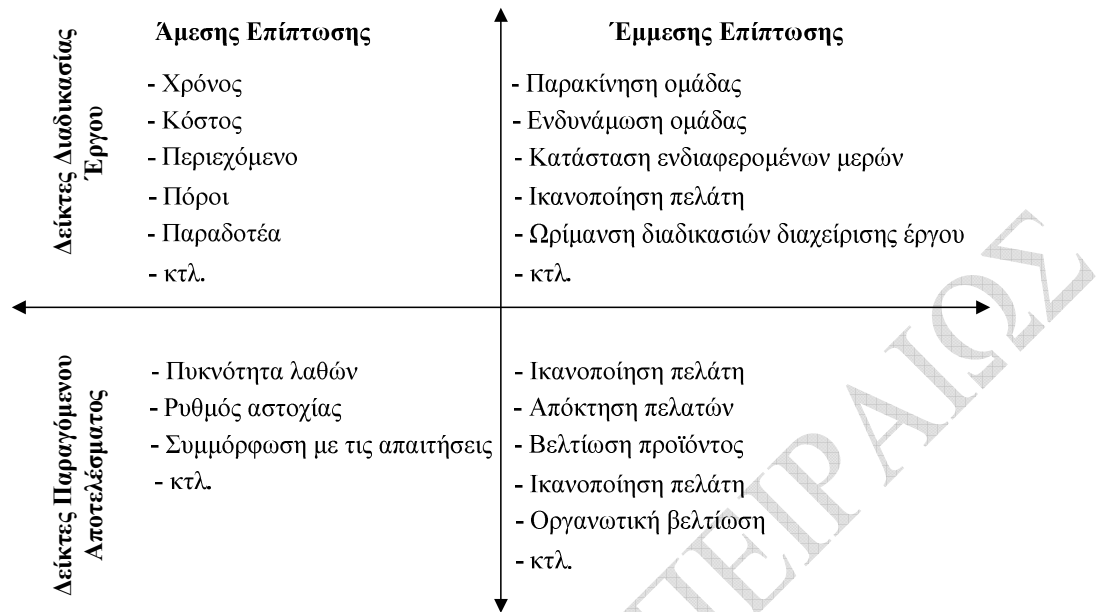 Άμεσης Επίπτωσης
Έμμεσης Επίπτωσης
Δείκτες Διαδικασίας
Έργου
- Χρόνος
- Κόστος
- Περιεχόμενο
- Πόροι
- Παραδοτέα
- κτλ.
- Παρακίνηση ομάδας
- Ενδυνάμωση ομάδας
- Κατάσταση ενδιαφερομένων μερών
- Ικανοποίηση πελάτη
- Ωρίμανση διαδικασιών διαχείρισης έργου
- κτλ.
Δείκτες Παραγόμενου
Αποτελέσματος
- Πυκνότητα λαθών
- Ρυθμός αστοχίας
- Συμμόρφωση με τις απαιτήσεις
- κτλ.
- Ικανοποίηση πελάτη
- Απόκτηση πελατών
- Βελτίωση προϊόντος
- Ικανοποίηση πελάτη
- Οργανωτική βελτίωση
- κτλ.
ΠΕΙΡΑΙΩΣ